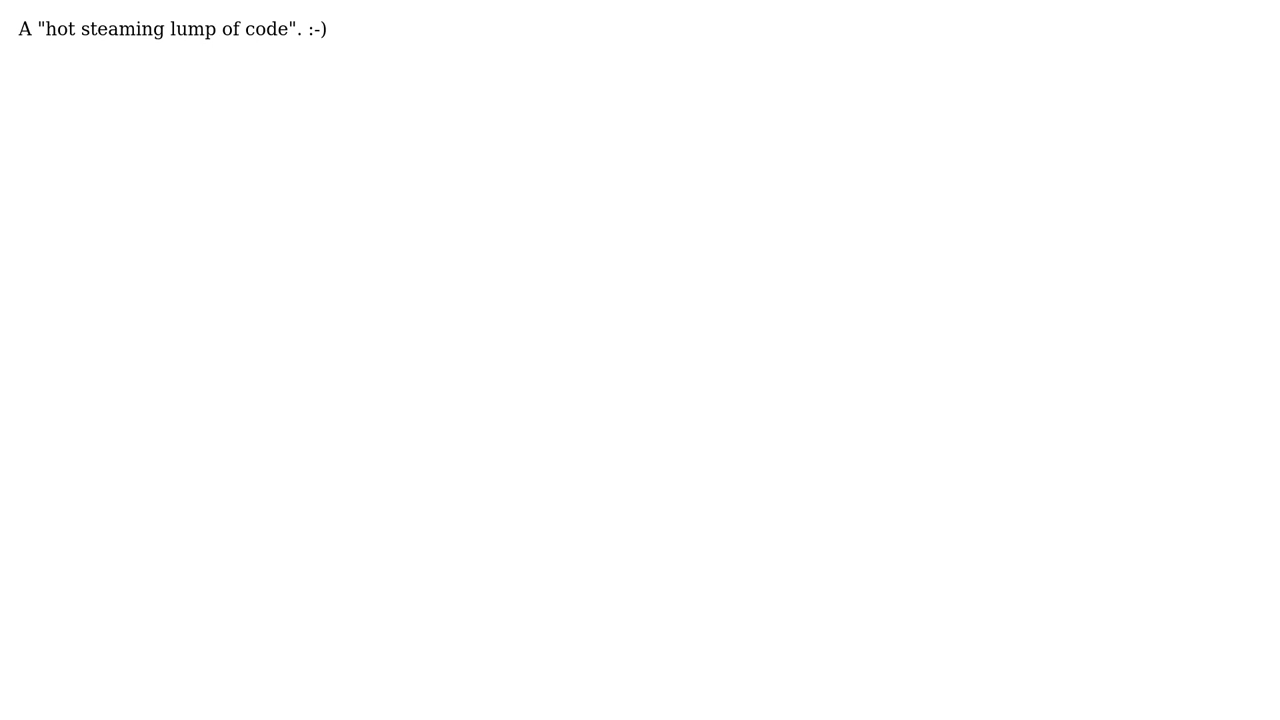 A "hot steaming lump of code". :-)